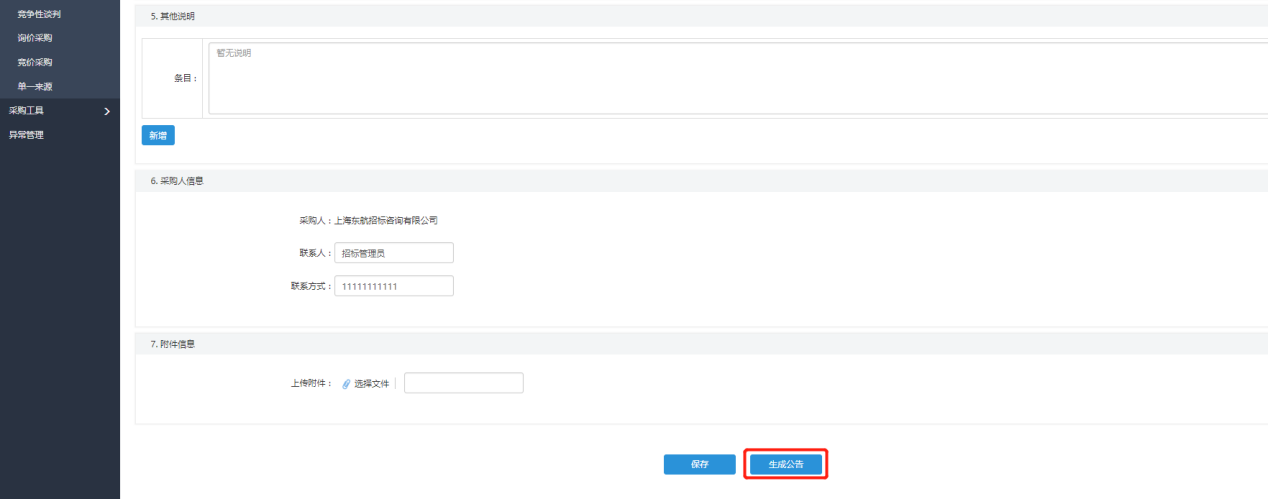 竞争性谈判
询价采购
竞价采购
单一来源
采购工具
异常管理
5. 其他说明
条目：
暂无说明
新增
6. 采购人信息
采购人：上海东航招标咨询有限公司
联系人： 招标管理员
联系方式： 11111111111
7. 附件信息
上传附件： 选择文件
保存 生成公告